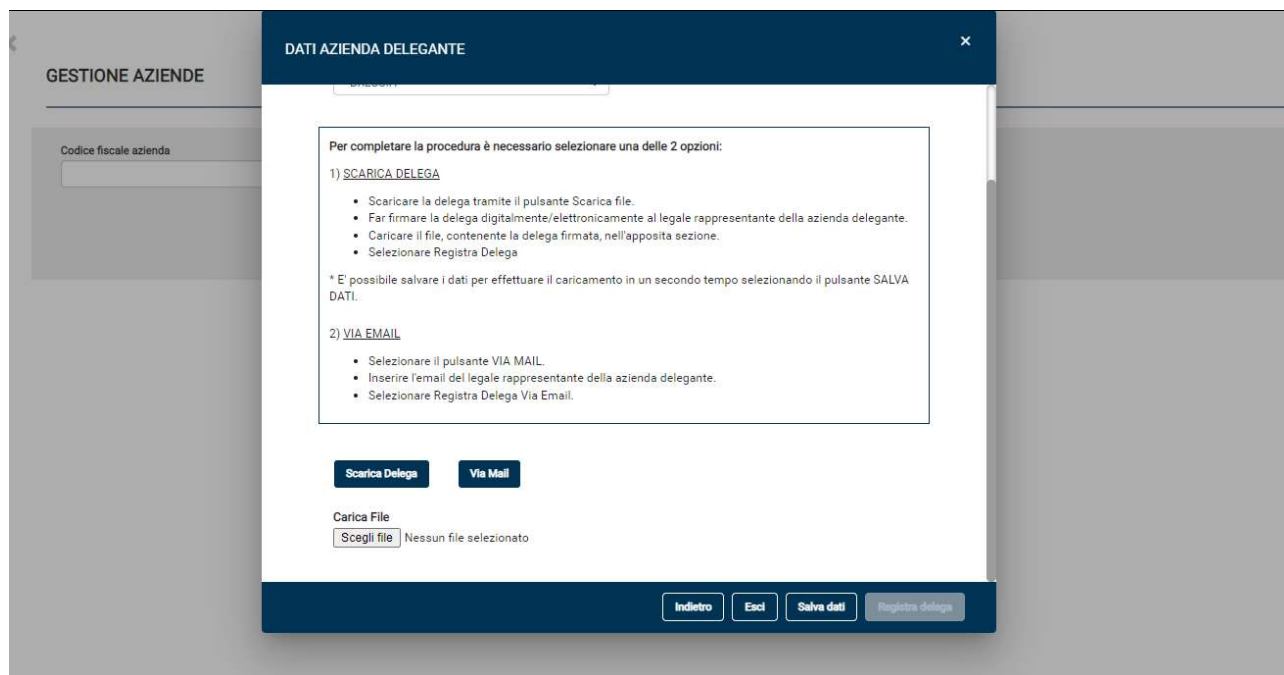 DATI AZIENDA DELEGANTE
×
GESTIONE AZIENDE
Codice fiscale azienda
Per completare la procedura è necessario selezionare una delle 2 opzioni:
1) SCARICA DELEGA
• Scaricare la delega tramite il pulsante Scarica file.
• Far firmare la delega digitalmente/elettronicamente al legale rappresentante della azienda delegante.
• Caricare il file, contenente la delega firmata, nell'apposita sezione.
• Selezionare Registra Delega
* E' possibile salvare i dati per effettuare il caricamento in un secondo tempo selezionando il pulsante SALVA
DATI.
2) VIA EMAIL
• Selezionare il pulsante VIA MAIL.
• Inserire l'email del legale rappresentante della azienda delegante.
• Selezionare Registra Delega Via Email.
Scarica Delega Via Mail
Carica File
Scegli file Nessun file selezionato
Indietro Esci Salva dati Registra delega